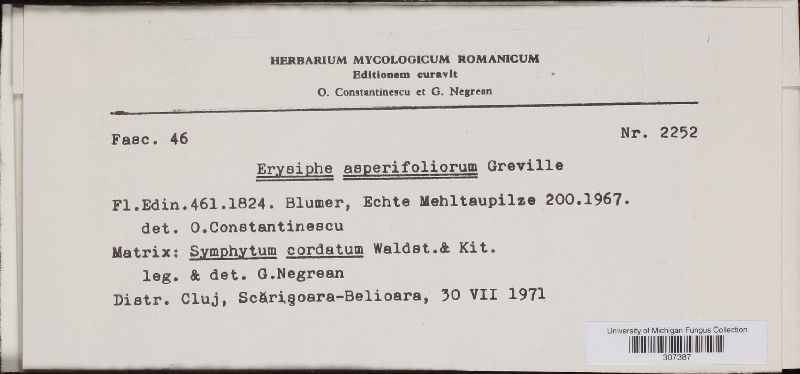 HERBARIUM MYCOLOGICUM ROMANICUM
Editionem curavit
O. Constantinescu et G. Negrean
Fasc. 46
Nr. 2252
Erysiphe asperifoliorum Greville
Fl.Edin.461.1824. Blumer, Echte Mehltaupilze 200.1967.
det. O.Constantinescu
Matrix: Symphytum cordatum Waldst.& Kit.
leg. & det. G.Negrean
Distr. Cluj, Scărişoara-Belioara, 30 VII 1971
University of Michigan Fungus Collection
307387